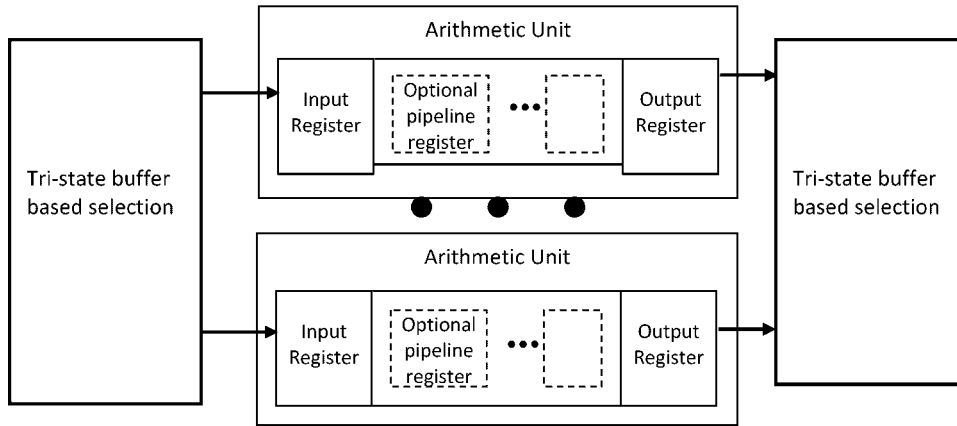 Arithmetic Unit
Tri-state buffer
based selection
Input
Register
Optional
pipeline
register
Output
Register
Tri-state buffer
based selection
Arithmetic Unit
Input
Register
Optional
pipeline
register
Output
Register